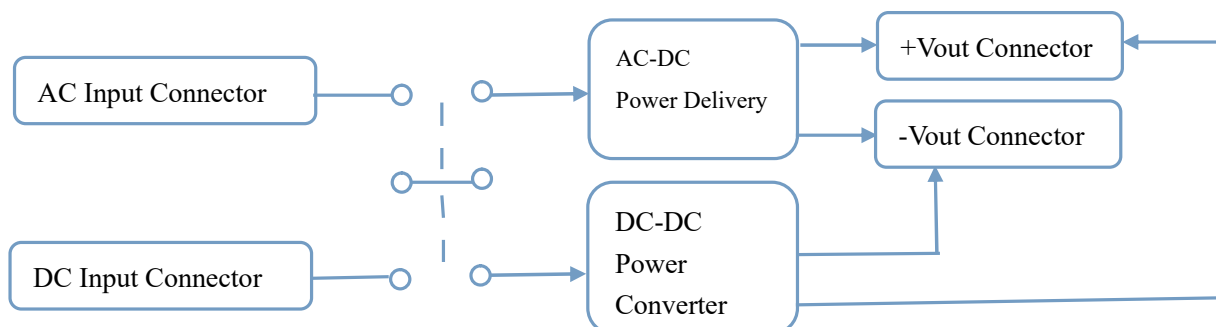 AC Input Connector
AC-DC
Power Delivery
+Vout Connector
-Vout Connector
DC Input Connector
DC-DC
Power
Converter